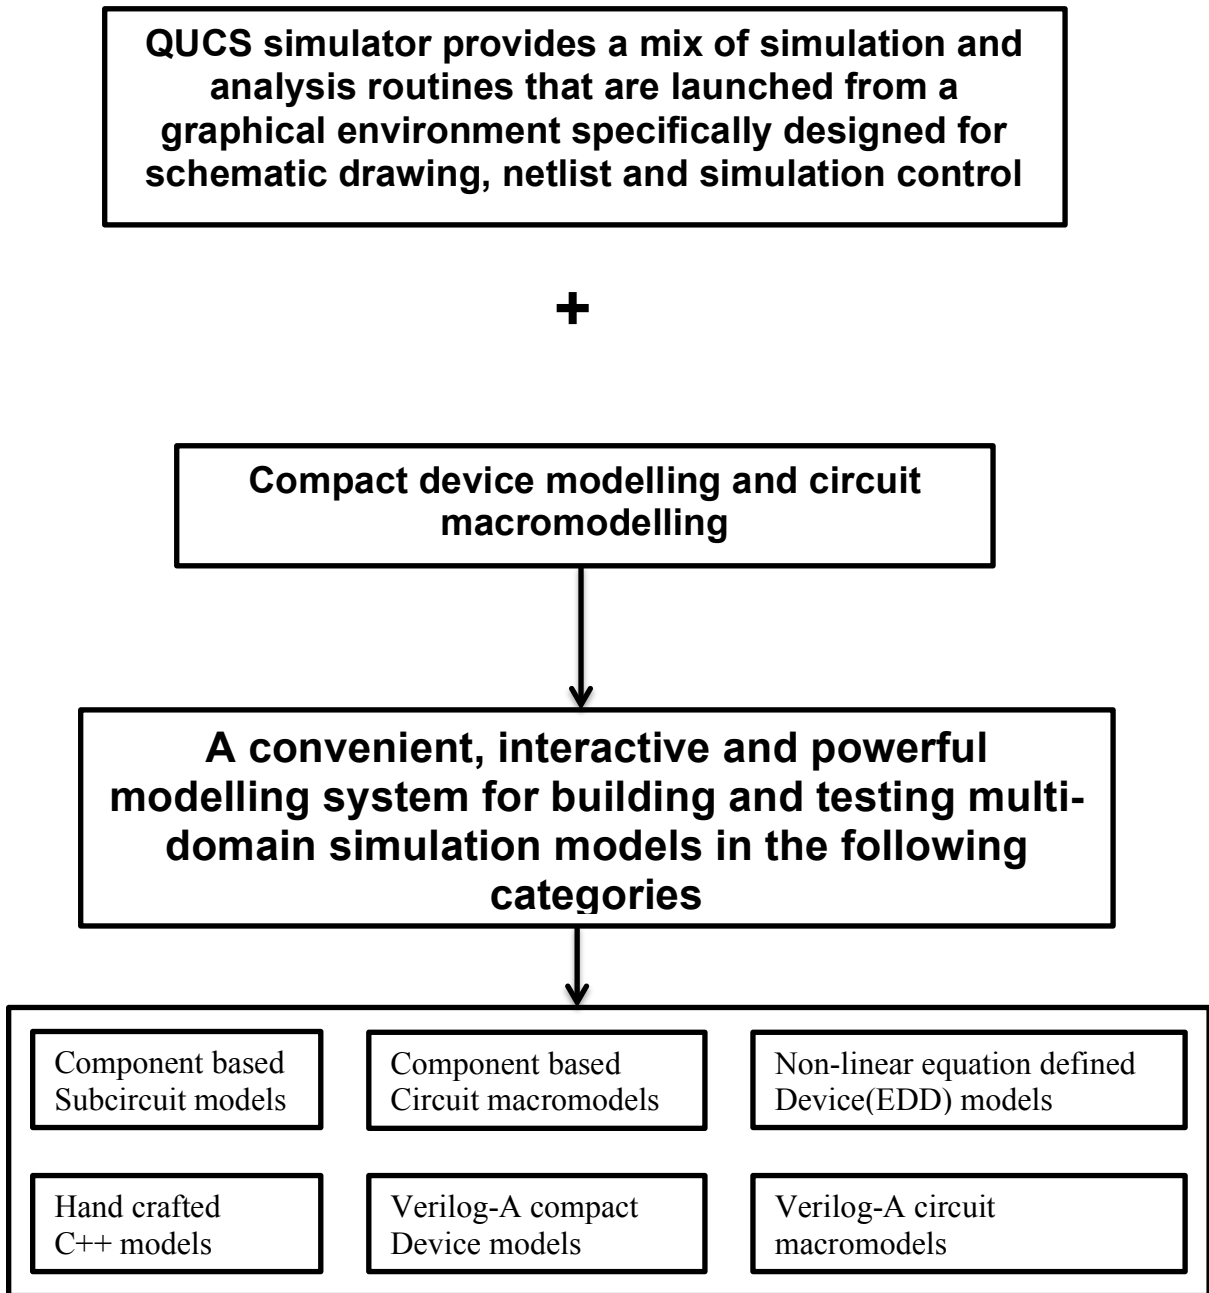 QUCS simulator provides a mix of simulation and
analysis routines that are launched from a
graphical environment specifically designed for
schematic drawing, netlist and simulation control
+
Compact device modelling and circuit
macromodelling
A convenient, interactive and powerful
modelling system for building and testing multi-
domain simulation models in the following
categories
Component based
Subcircuit models
Component based
Circuit macromodels
Non-linear equation defined
Device(EDD) models
Hand crafted
C++ models
Verilog-A compact
Device models
Verilog-A circuit
macromodels